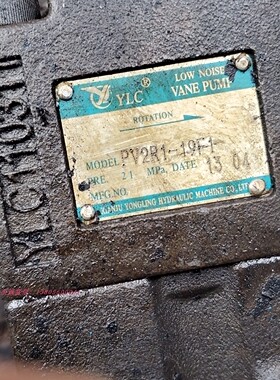 YLC®
LOW NOISE
VANE PUMP
ROTATION
MODEL PV2R1-19F1
PRE. 21 MPa, DATE 13 04
MFG.NO.
YONGLING HYDRAULIC MACHINE CO., LTD